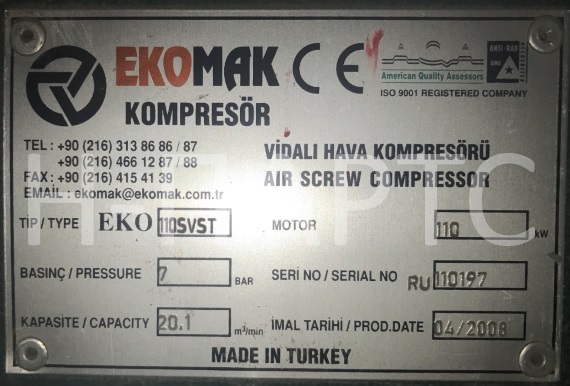 EKOMAK CE
KOMPRESÖR
American Quality Assessors
ISO 9001 REGISTERED COMPANY
TEL : +90 (216) 313 86 86 / 87
+90 (216) 466 12 87 / 88
FAX : +90 (216) 415 41 39
EMAIL : ekomak@ekomak.com.tr
VİDALI HAVA KOMPRESÖRÜ
AIR SCREW COMPRESSOR
TİP / TYPE EKO 110SVST MOTOR 110 kW
BASINÇ / PRESSURE 7 BAR SERI NO / SERIAL NO RU110197
KAPASİTE / CAPACITY 20.1 m³/min İMAL TARİHİ / PROD.DATE 04/2008
MADE IN TURKEY